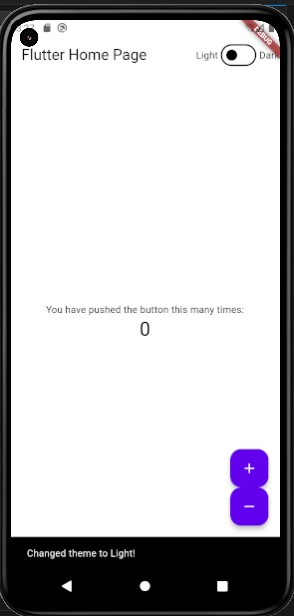 Flutter Home Page
Light
Dark
DEBUG
You have pushed the button this many times:
0
+
−
Changed theme to Light!